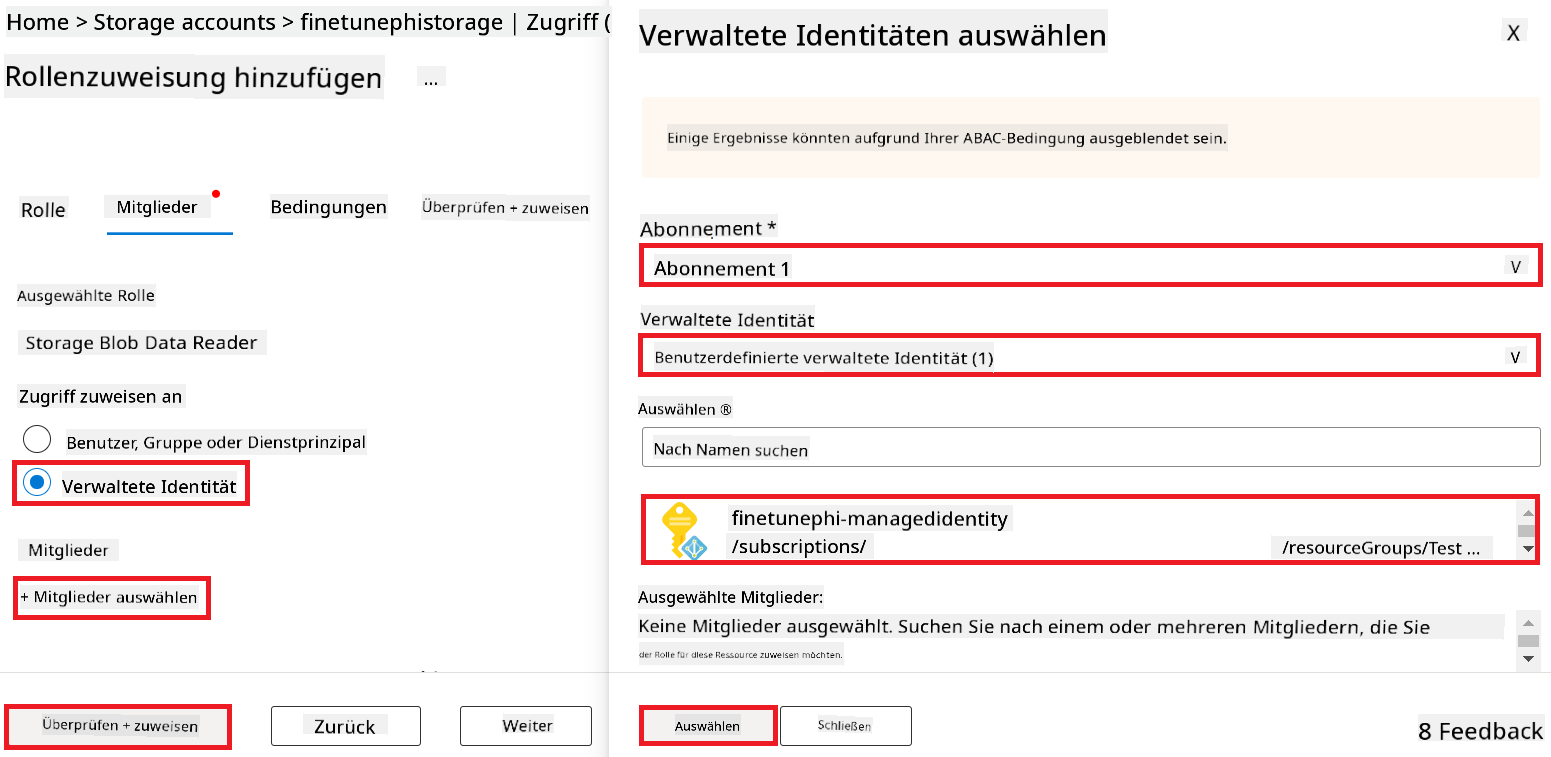 Home > Storage accounts > finetunephistorage | Zugriff (
Rollenzuweisung hinzufügen ...
Rolle
Mitglieder
Bedingungen
Überprüfen + zuweisen
Ausgewählte Rolle
Storage Blob Data Reader
Zugriff zuweisen an
Benutzer, Gruppe oder Dienstprinzipal
Verwaltete Identität
Mitglieder
+ Mitglieder auswählen
Überprüfen + zuweisen
Zurück
Weiter
Verwaltete Identitäten auswählen
X
Einige Ergebnisse könnten aufgrund Ihrer ABAC-Bedingung ausgeblendet sein.
Abonnement *
Abonnement 1
V
Verwaltete Identität
Benutzerdefinierte verwaltete Identität (1)
V
Auswählen ®
Nach Namen suchen
finetunephi-managedidentity
/subscriptions/ /resourceGroups/Test ...
Ausgewählte Mitglieder:
Keine Mitglieder ausgewählt. Suchen Sie nach einem oder mehreren Mitgliedern, die Sie
der Rolle für diese Ressource zuweisen möchten.
Auswählen
Schließen
8 Feedback